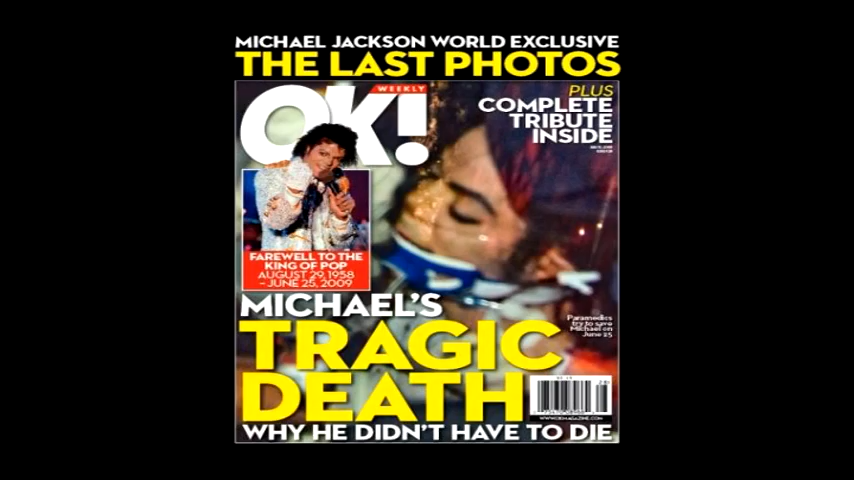 MICHAEL JACKSON WORLD EXCLUSIVE
THE LAST PHOTOS
WEEKLY
OK!
PLUS
COMPLETE
TRIBUTE
INSIDE
FAREWELL TO THE
KING OF POP
AUGUST 29, 1958
– JUNE 25, 2009
MICHAEL'S
TRAGIC
DEATH
Paramedics
try to save
Michael on
June 25
WHY HE DIDN'T HAVE TO DIE